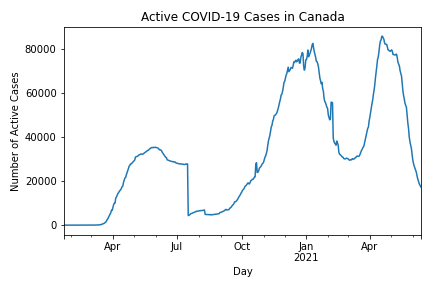 Active COVID-19 Cases in Canada
80000
60000
40000
20000
0
Number of Active Cases
Apr
Jul
Oct
Jan
2021
Apr
Day